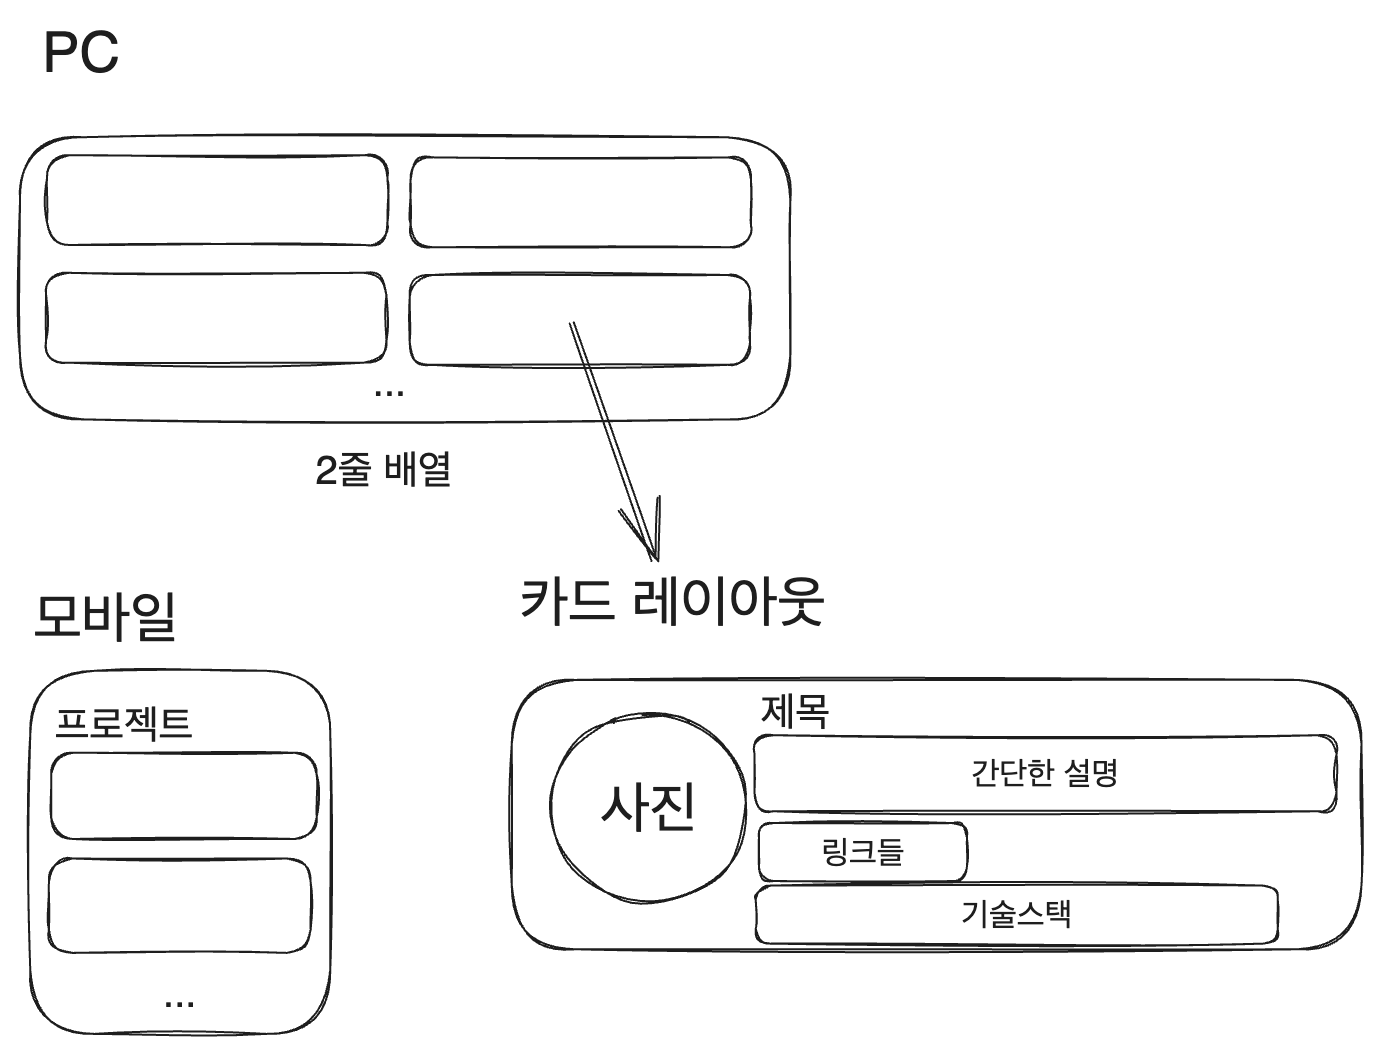 PC
...
2줄 배열
모바일
프로젝트
...
카드 레이아웃
사진
제목
간단한 설명
링크들
기술스택